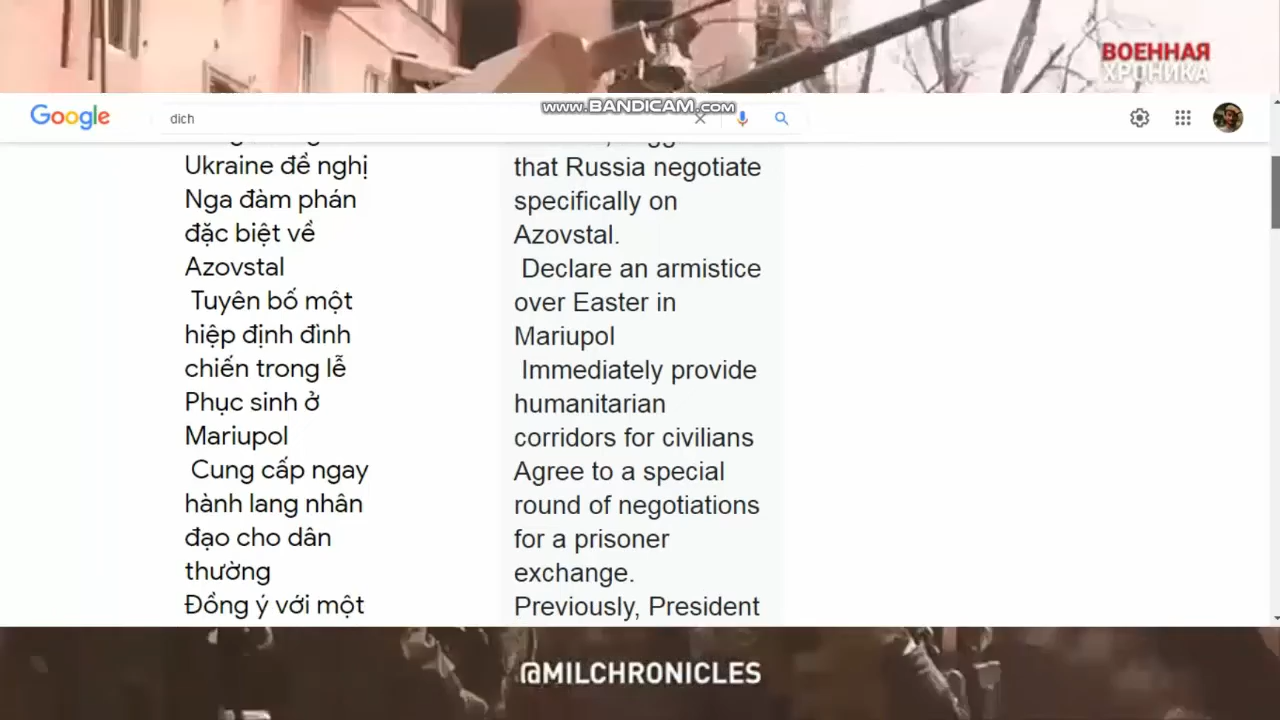 ВОЕННАЯ
ХРОНИКА
WWW.BANDICAM.COM
Google
dich
Ukraine đề nghị
Nga đàm phán
đặc biệt về
Azovstal
Tuyên bố một
hiệp định đình
chiến trong lễ
Phục sinh ở
Mariupol
Cung cấp ngay
hành lang nhân
đạo cho dân
thường
Đồng ý với một
that Russia negotiate
specifically on
Azovstal.
Declare an armistice
over Easter in
Mariupol
Immediately provide
humanitarian
corridors for civilians
Agree to a special
round of negotiations
for a prisoner
exchange.
Previously, President
@MILCHRONICLES